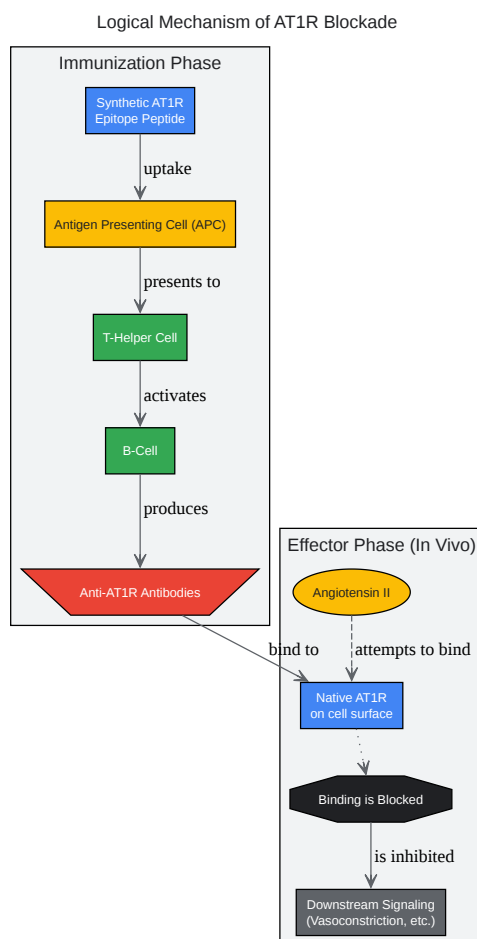 Logical Mechanism of AT1R Blockade
Immunization Phase
Synthetic AT1R
Epitope Peptide
uptake
Antigen Presenting Cell (APC)
presents to
T-Helper Cell
activates
B-Cell
produces
Anti-AT1R Antibodies
Effector Phase (In Vivo)
Angiotensin II
bind to
attempts to bind
Native AT1R
on cell surface
Binding is Blocked
is inhibited
Downstream Signaling
(Vasoconstriction, etc.)